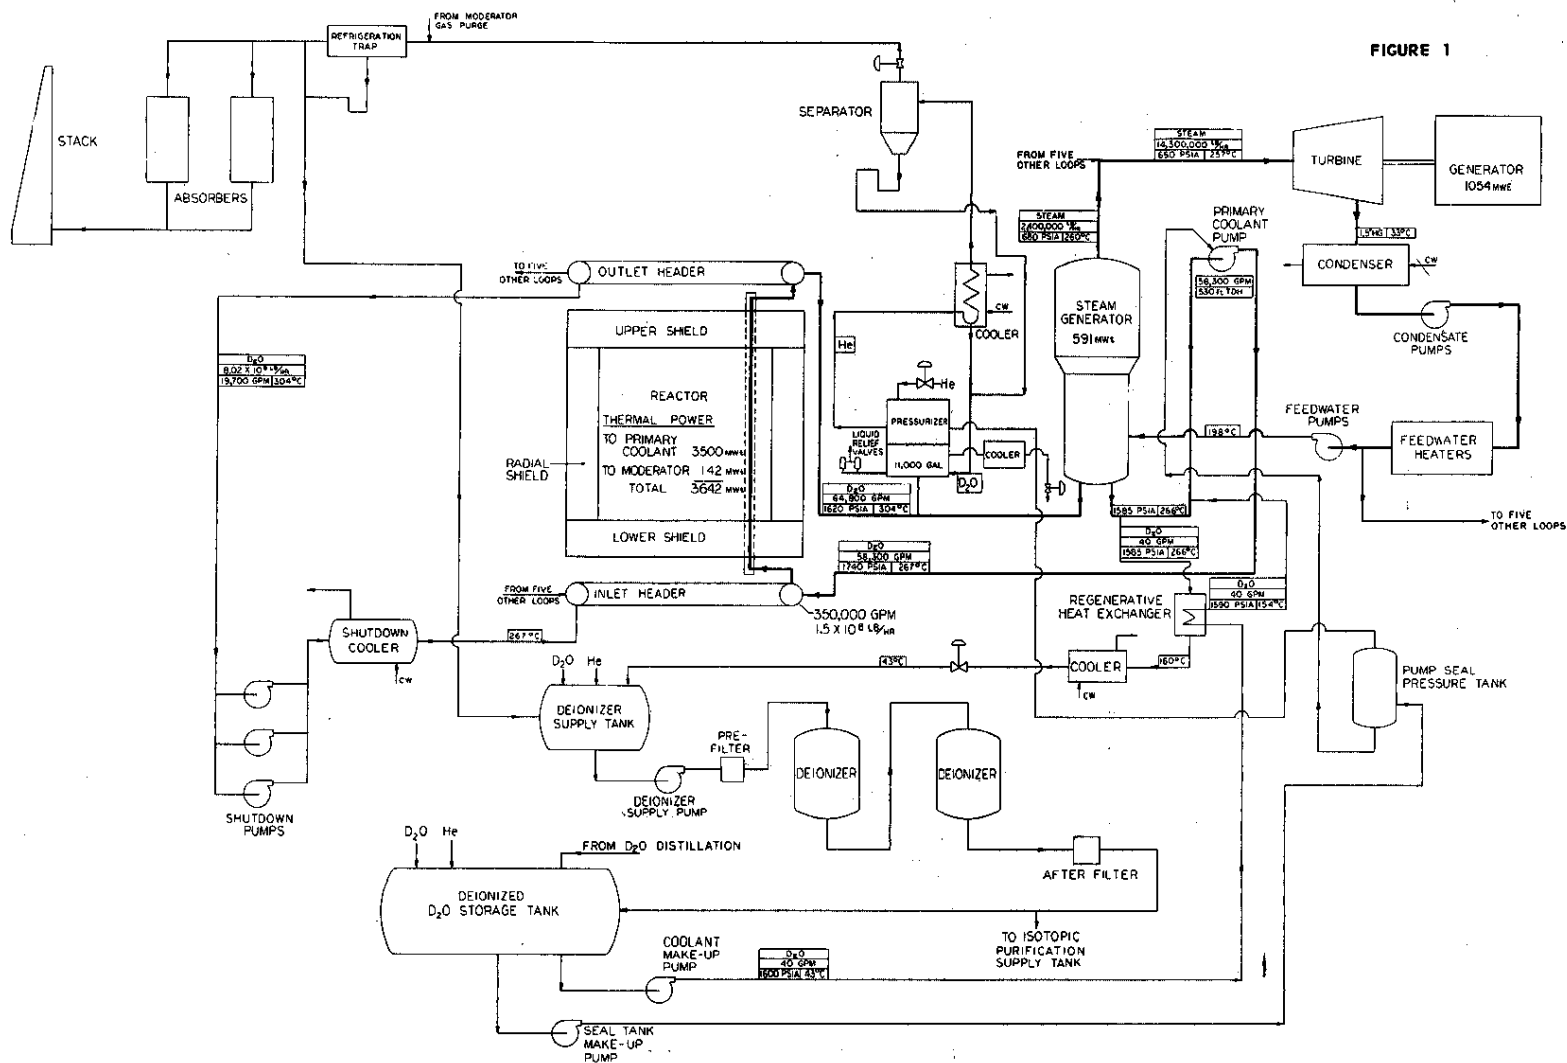 FROM MODERATOR
GAS PURGE
FIGURE 1
REFRIGERATION
TRAP
STACK
ABSORBERS
SEPARATOR
FROM FIVE
OTHER LOOPS
STEAM
14,300,000 LB/HR
650 PSIA 257°C
TURBINE
GENERATOR
1054 MWE
STEAM
2,400,000 LB/HR
680 PSIA 260°C
PRIMARY
COOLANT
PUMP
58,300 GPM
530 FT TDH
1.5" HG 33°C
CONDENSER
CW
CONDENSATE
PUMPS
TO FIVE
OTHER LOOPS
OUTLET HEADER
COOLER
CW
He
STEAM
GENERATOR
591 MWt
UPPER SHIELD
REACTOR
THERMAL POWER
TO PRIMARY
COOLANT 3500 MWt
TO MODERATOR 142 MWt
TOTAL 3642 MWt
RADIAL
SHIELD
LOWER SHIELD
D2O
19,700 GPM 304°C
He
PRESSURIZER
LIQUID
RELIEF
VALVES
11,000 GAL
COOLER
D2O
D2O
64,800 GPM
1620 PSIA 304°C
198°C
FEEDWATER
PUMPS
FEEDWATER
HEATERS
TO FIVE
OTHER LOOPS
1585 PSIA 266°C
D2O
40 GPM
1585 PSIA 266°C
D2O
58,300 GPM
1740 PSIA 267°C
FROM FIVE
OTHER LOOPS
INLET HEADER
350,000 GPM
1.5 X 10⁸ LB/HR
REGENERATIVE
HEAT EXCHANGER
D2O
40 GPM
1590 PSIA 154°C
SHUTDOWN
COOLER
CW
267°C
43°C
COOLER
CW
160°C
PUMP SEAL
PRESSURE TANK
D2O He
DEIONIZER
SUPPLY TANK
PRE-
FILTER
DEIONIZER
DEIONIZER
DEIONIZER
SUPPLY PUMP
SHUTDOWN
PUMPS
D2O He
FROM D2O DISTILLATION
AFTER FILTER
DEIONIZED
D2O STORAGE TANK
TO ISOTOPIC
PURIFICATION
SUPPLY TANK
COOLANT
MAKE-UP
PUMP
D2O
40 GPM
1600 PSIA 43°C
SEAL TANK
MAKE-UP
PUMP